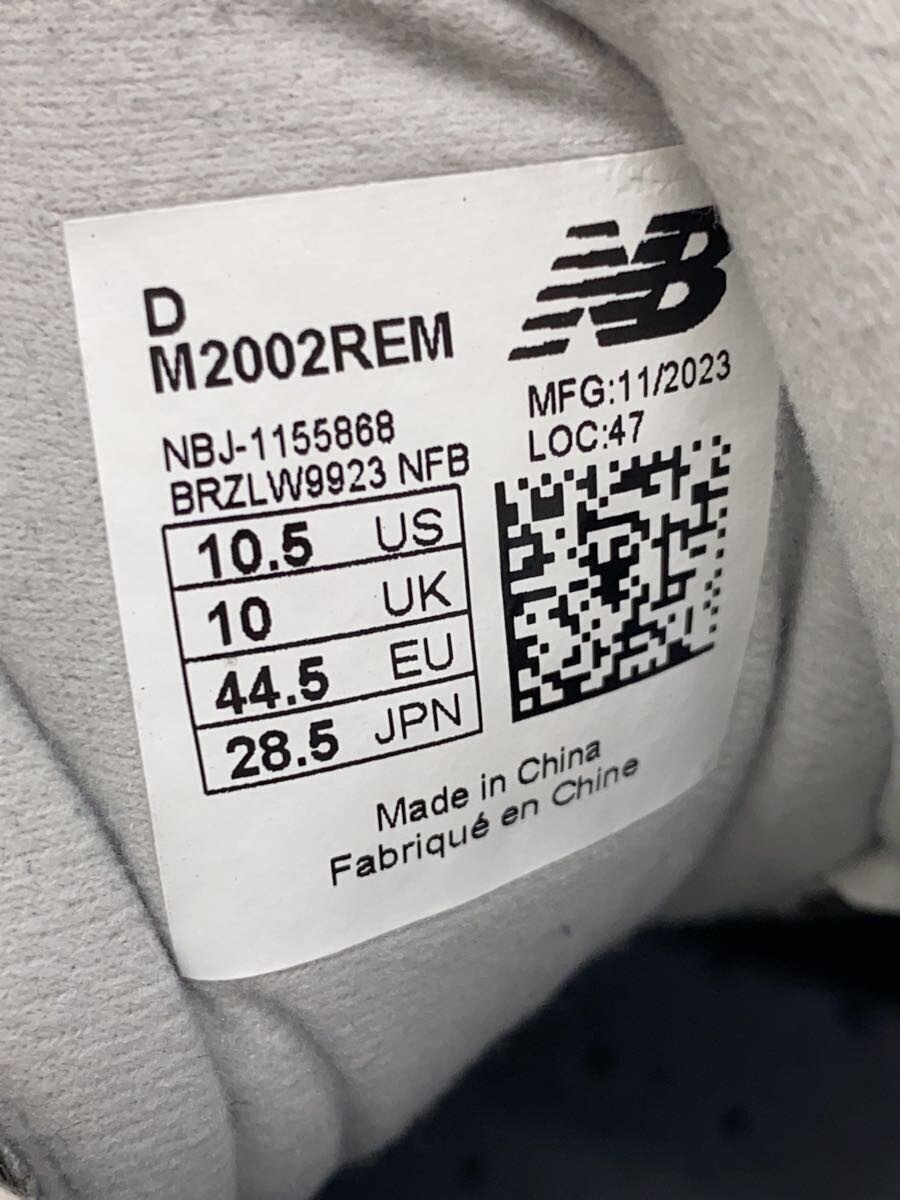 D
M2002REM
NB
NBJ-1155868
BRZLW9923 NFB
MFG:11/2023
LOC:47
10.5 US
10 UK
44.5 EU
28.5 JPN
Made in China
Fabriqué en Chine